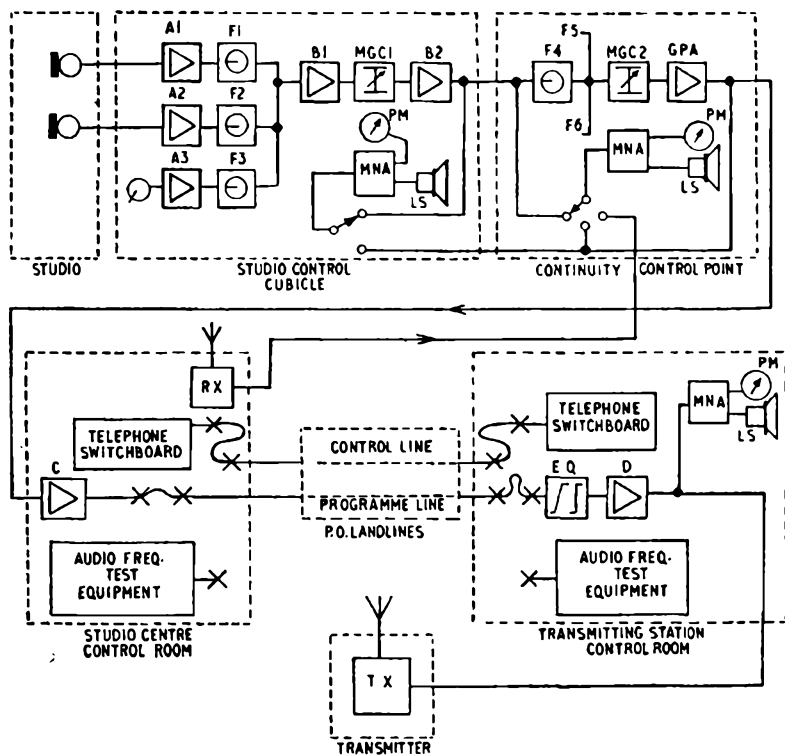 A1
F1
B1
MGC1
B2
F5
F4
MGC2
GPA
A2
F2
PM
F6
PM
A3
F3
MNA
LS
MNA
LS
STUDIO
STUDIO CONTROL
CUBICLE
CONTINUITY CONTROL POINT
RX
TELEPHONE
SWITCHBOARD
CONTROL LINE
TELEPHONE
SWITCHBOARD
MNA
PM
LS
C
PROGRAMME LINE
P.O. LANDLINES
EQ
D
AUDIO FREQ.
TEST
EQUIPMENT
AUDIO FREQ.
TEST
EQUIPMENT
STUDIO CENTRE
CONTROL ROOM
TRANSMITTING STATION
CONTROL ROOM
TX
TRANSMITTER